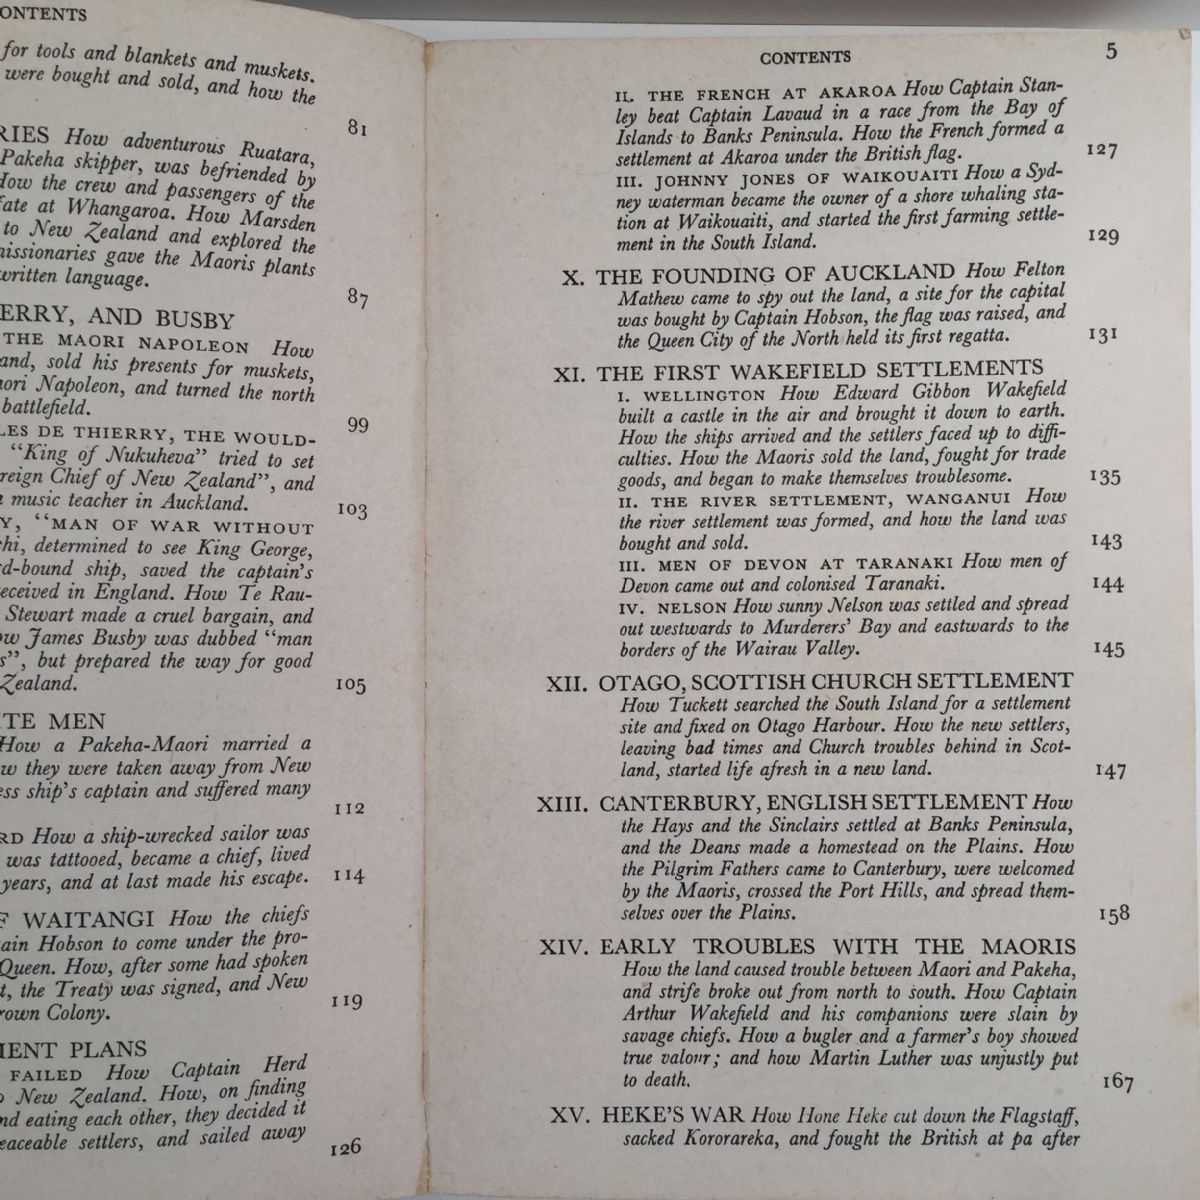 ONTENTS
for tools and blankets and muskets.
were bought and sold, and how the
81
RIES How adventurous Ruatara,
Pakeha skipper, was befriended by
How the crew and passengers of the
fate at Whangaroa. How Marsden
to New Zealand and explored the
missionaries gave the Maoris plants
written language.
87
ERRY, AND BUSBY
THE MAORI NAPOLEON How
and, sold his presents for muskets,
aori Napoleon, and turned the north
battlefield.
99
LES DE THIERRY, THE WOULD-
"King of Nukuheva" tried to set
reign Chief of New Zealand", and
a music teacher in Auckland.
103
Y, "MAN OF WAR WITHOUT
hi, determined to see King George,
d-bound ship, saved the captain's
eceived in England. How Te Rau-
Stewart made a cruel bargain, and
ow James Busby was dubbed "man
s", but prepared the way for good
Zealand.
105
ITE MEN
How a Pakeha-Maori married a
w they were taken away from New
ess ship's captain and suffered many
112
RD How a ship-wrecked sailor was
was tattooed, became a chief, lived
years, and at last made his escape.
114
F WAITANGI How the chiefs
ain Hobson to come under the pro-
Queen. How, after some had spoken
t, the Treaty was signed, and New
rown Colony.
119
MENT PLANS
FAILED How Captain Herd
o New Zealand. How, on finding
nd eating each other, they decided it
eaceable settlers, and sailed away
126
CONTENTS 5
II. THE FRENCH AT AKAROA How Captain Stan-
ley beat Captain Lavaud in a race from the Bay of
Islands to Banks Peninsula. How the French formed a
settlement at Akaroa under the British flag. 127
III. JOHNNY JONES OF WAIKOUAITI How a Syd-
ney waterman became the owner of a shore whaling sta-
tion at Waikouaiti, and started the first farming settle-
ment in the South Island. 129
X. THE FOUNDING OF AUCKLAND How Felton
Mathew came to spy out the land, a site for the capital
was bought by Captain Hobson, the flag was raised, and
the Queen City of the North held its first regatta. 131
XI. THE FIRST WAKEFIELD SETTLEMENTS
I. WELLINGTON How Edward Gibbon Wakefield
built a castle in the air and brought it down to earth.
How the ships arrived and the settlers faced up to diffi-
culties. How the Maoris sold the land, fought for trade
goods, and began to make themselves troublesome. 135
II. THE RIVER SETTLEMENT, WANGANUI How
the river settlement was formed, and how the land was
bought and sold. 143
III. MEN OF DEVON AT TARANAKI How men of
Devon came out and colonised Taranaki. 144
IV. NELSON How sunny Nelson was settled and spread
out westwards to Murderers' Bay and eastwards to the
borders of the Wairau Valley. 145
XII. OTAGO, SCOTTISH CHURCH SETTLEMENT
How Tuckett searched the South Island for a settlement
site and fixed on Otago Harbour. How the new settlers,
leaving bad times and Church troubles behind in Scot-
land, started life afresh in a new land. 147
XIII. CANTERBURY, ENGLISH SETTLEMENT How
the Hays and the Sinclairs settled at Banks Peninsula,
and the Deans made a homestead on the Plains. How
the Pilgrim Fathers came to Canterbury, were welcomed
by the Maoris, crossed the Port Hills, and spread them-
selves over the Plains. 158
XIV. EARLY TROUBLES WITH THE MAORIS
How the land caused trouble between Maori and Pakeha,
and strife broke out from north to south. How Captain
Arthur Wakefield and his companions were slain by
savage chiefs. How a bugler and a farmer's boy showed
true valour; and how Martin Luther was unjustly put
to death. 167
XV. HEKE'S WAR How Hone Heke cut down the Flagstaff,
sacked Kororareka, and fought the British at pa after